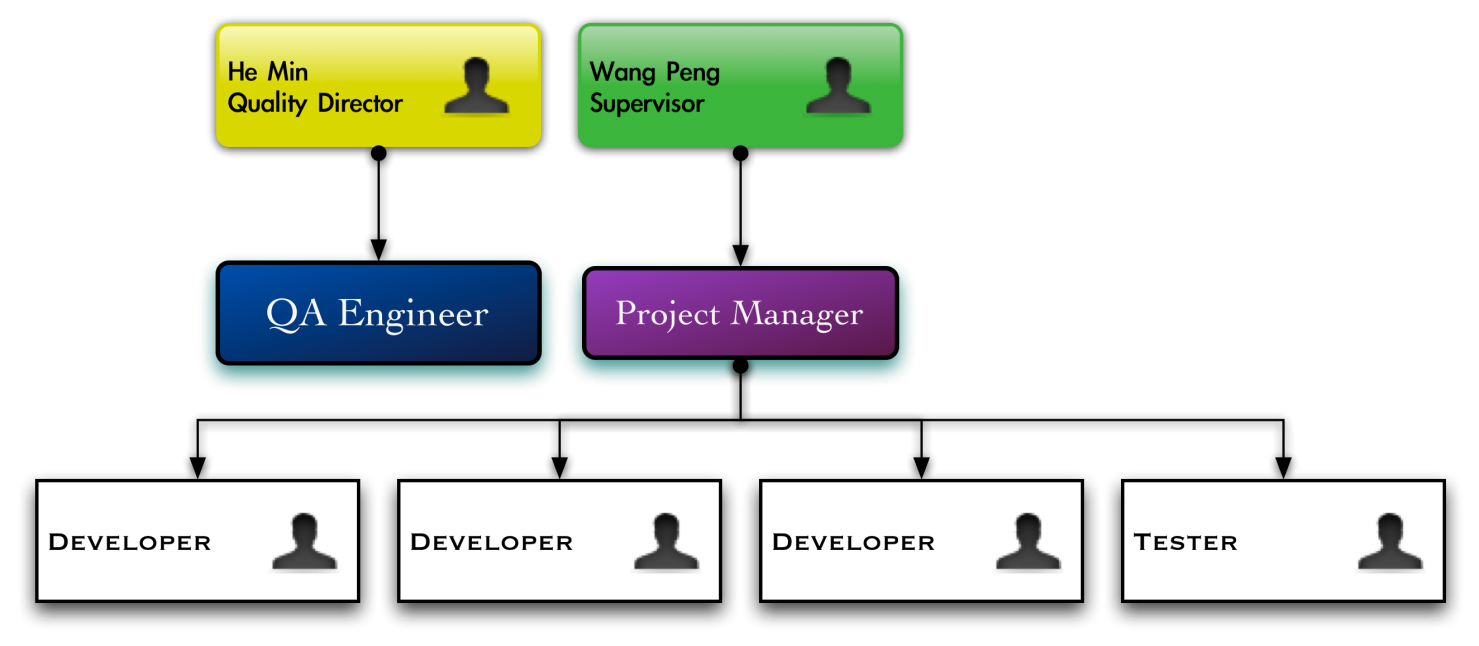 He Min
Quality Director
Wang Peng
Supervisor
QA Engineer
Project Manager
Developer
Developer
Developer
Tester